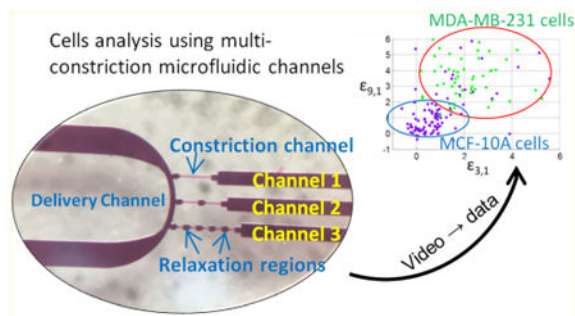 Cells analysis using multi-
constriction microfluidic channels
Constriction channel
Delivery Channel
Channel 1
Channel 2
Channel 3
Relaxation regions
MDA-MB-231 cells
ε9,1
6
5
4
3
2
1
0
-1
MCF-10A cells
0 2 4 6
ε3,1
Video → data